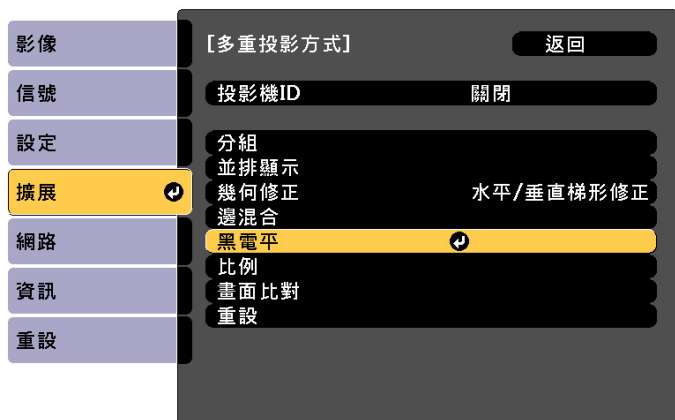 影像
信號
設定
擴展
網路
資訊
重設
[多重投影方式]
返回
投影機ID 關閉
分組
並排顯示
幾何修正 水平/垂直梯形修正
邊混合
黑電平
比例
畫面比對
重設